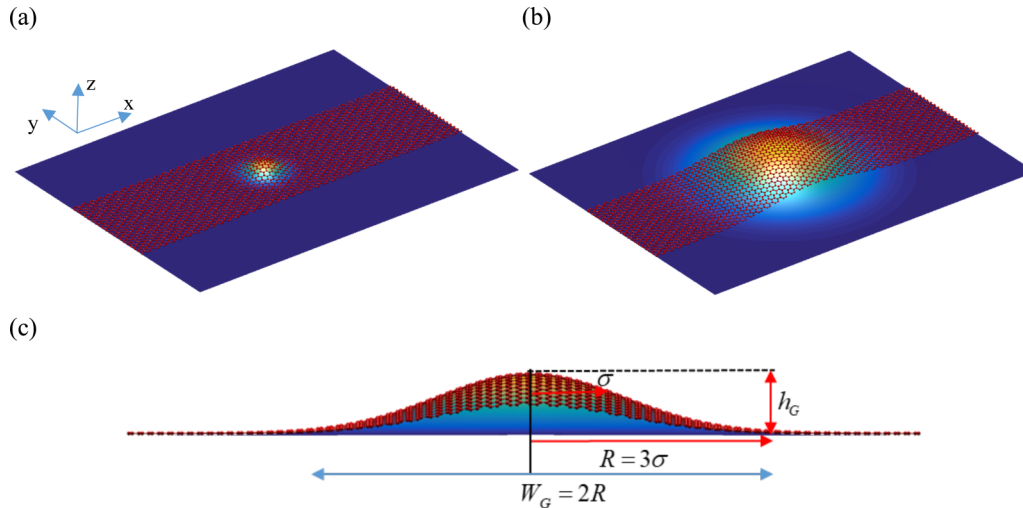 (a)
(b)
z
x
y
(c)
σ
h_G
R = 3σ
W_G = 2R